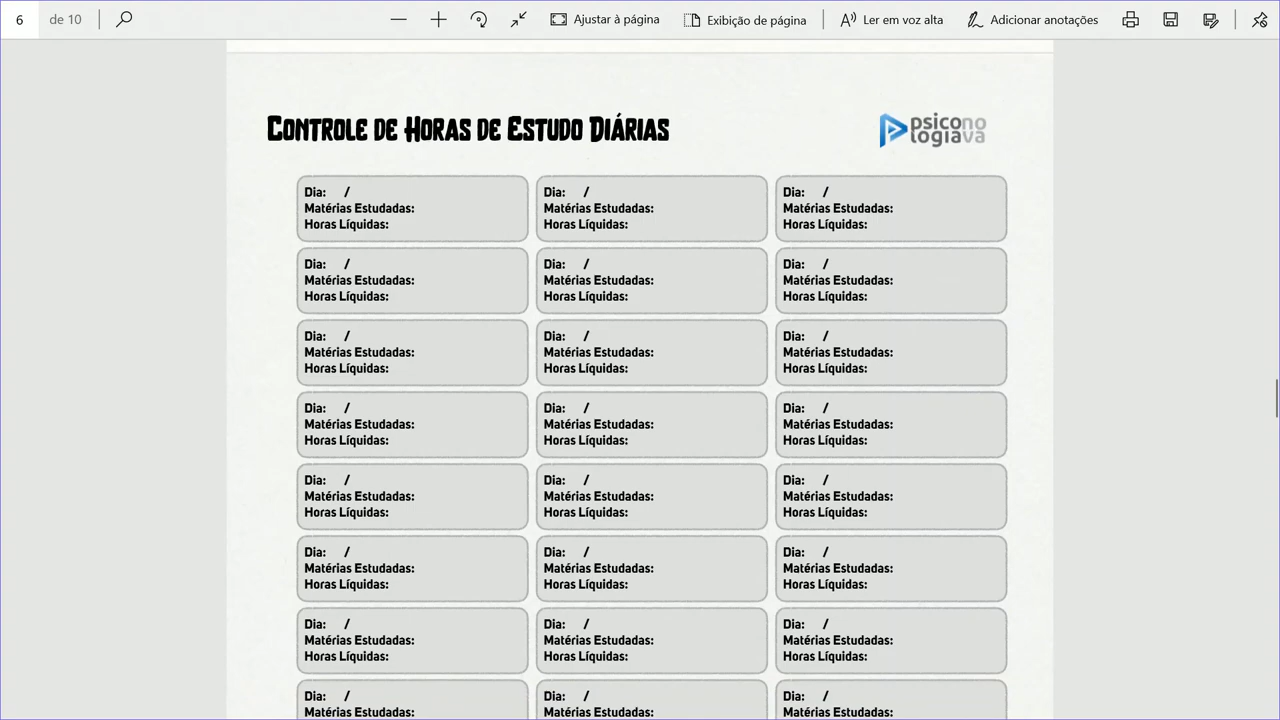 6 de 10 Ajustar à página Exibição de página Ler em voz alta Adicionar anotações
CONTROLE DE HORAS DE ESTUDO DIÁRIAS
psicono
logiava
Dia: / Dia: / Dia: /
Matérias Estudadas: Matérias Estudadas: Matérias Estudadas:
Horas Líquidas: Horas Líquidas: Horas Líquidas:
Dia: / Dia: / Dia: /
Matérias Estudadas: Matérias Estudadas: Matérias Estudadas:
Horas Líquidas: Horas Líquidas: Horas Líquidas:
Dia: / Dia: / Dia: /
Matérias Estudadas: Matérias Estudadas: Matérias Estudadas:
Horas Líquidas: Horas Líquidas: Horas Líquidas:
Dia: / Dia: / Dia: /
Matérias Estudadas: Matérias Estudadas: Matérias Estudadas:
Horas Líquidas: Horas Líquidas: Horas Líquidas:
Dia: / Dia: / Dia: /
Matérias Estudadas: Matérias Estudadas: Matérias Estudadas:
Horas Líquidas: Horas Líquidas: Horas Líquidas:
Dia: / Dia: / Dia: /
Matérias Estudadas: Matérias Estudadas: Matérias Estudadas:
Horas Líquidas: Horas Líquidas: Horas Líquidas:
Dia: / Dia: / Dia: /
Matérias Estudadas: Matérias Estudadas: Matérias Estudadas:
Horas Líquidas: Horas Líquidas: Horas Líquidas:
Dia: / Dia: / Dia: /
Matérias Estudadas: Matérias Estudadas: Matérias Estudadas: